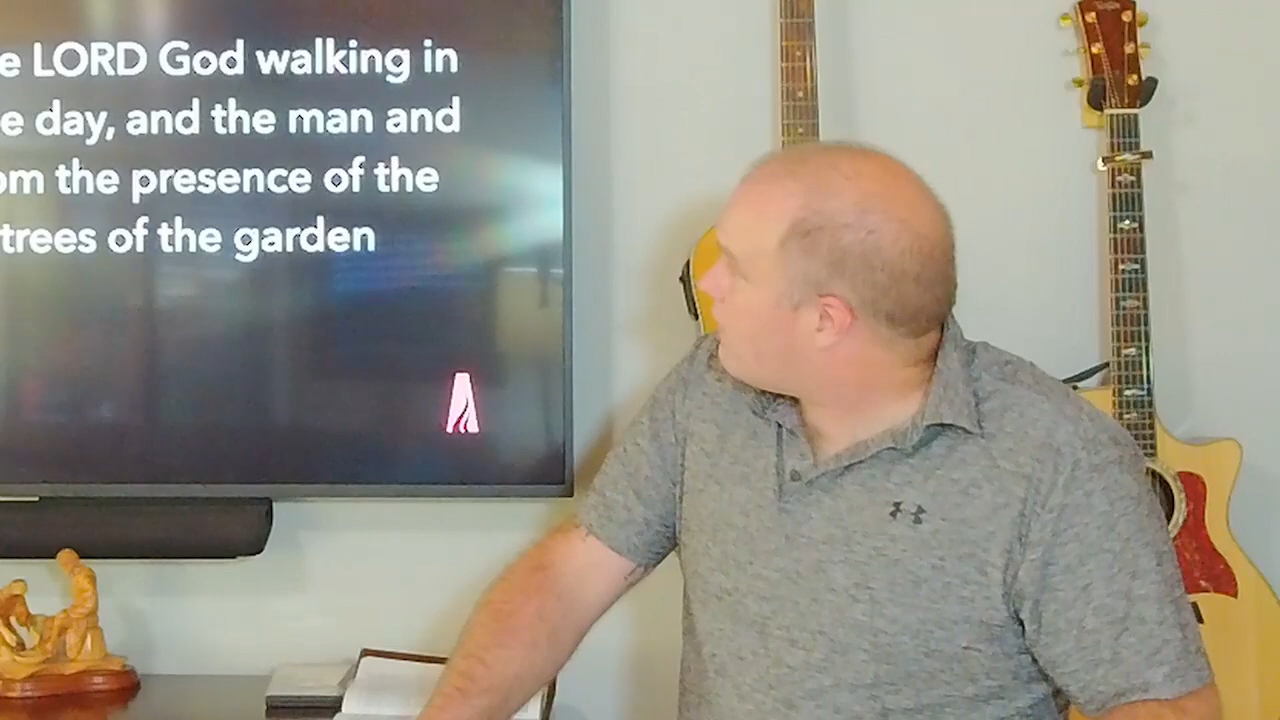 e LORD God walking in
e day, and the man and
om the presence of the
trees of the garden